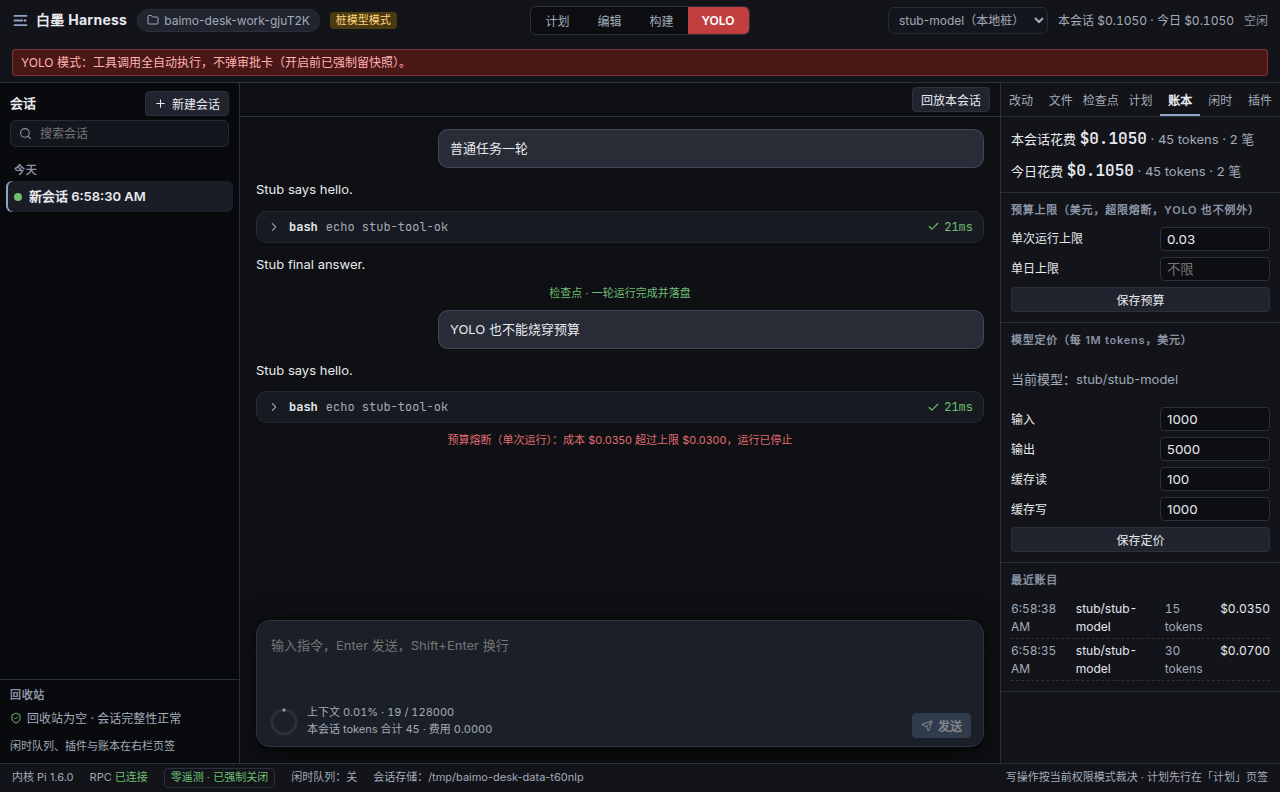 白墨 Harness baimo-desk-work-gjuT2K 桩模型模式 计划 编辑 构建 YOLO stub-model（本地桩） 本会话 $0.1050 · 今日 $0.1050 空闲
YOLO 模式：工具调用全自动执行，不弹审批卡（开启前已强制留快照）。
会话 新建会话
搜索会话
今天
新会话 6:58:30 AM
回收站
回收站为空 · 会话完整性正常
闲时队列、插件与账本在右栏页签
回放本会话
普通任务一轮
Stub says hello.
bash echo stub-tool-ok 21ms
Stub final answer.
检查点 · 一轮运行完成并落盘
YOLO 也不能烧穿预算
Stub says hello.
bash echo stub-tool-ok 21ms
预算熔断（单次运行）：成本 $0.0350 超过上限 $0.0300，运行已停止
输入指令，Enter 发送，Shift+Enter 换行
上下文 0.01% · 19 / 128000
本会话 tokens 合计 45 · 费用 0.0000
发送
改动 文件 检查点 计划 账本 闲时 插件
本会话花费 $0.1050 · 45 tokens · 2 笔
今日花费 $0.1050 · 45 tokens · 2 笔
预算上限（美元，超限熔断，YOLO 也不例外）
单次运行上限 0.03
单日上限 不限
保存预算
模型定价（每 1M tokens，美元）
当前模型：stub/stub-model
输入 1000
输出 5000
缓存读 100
缓存写 1000
保存定价
最近账目
6:58:38 AM stub/stub-model 15 tokens $0.0350
6:58:35 AM stub/stub-model 30 tokens $0.0700
内核 Pi 1.6.0 RPC 已连接 零遥测 · 已强制关闭 闲时队列：关 会话存储：/tmp/baimo-desk-data-t60nlp 写操作按当前权限模式裁决 · 计划先行在「计划」页签